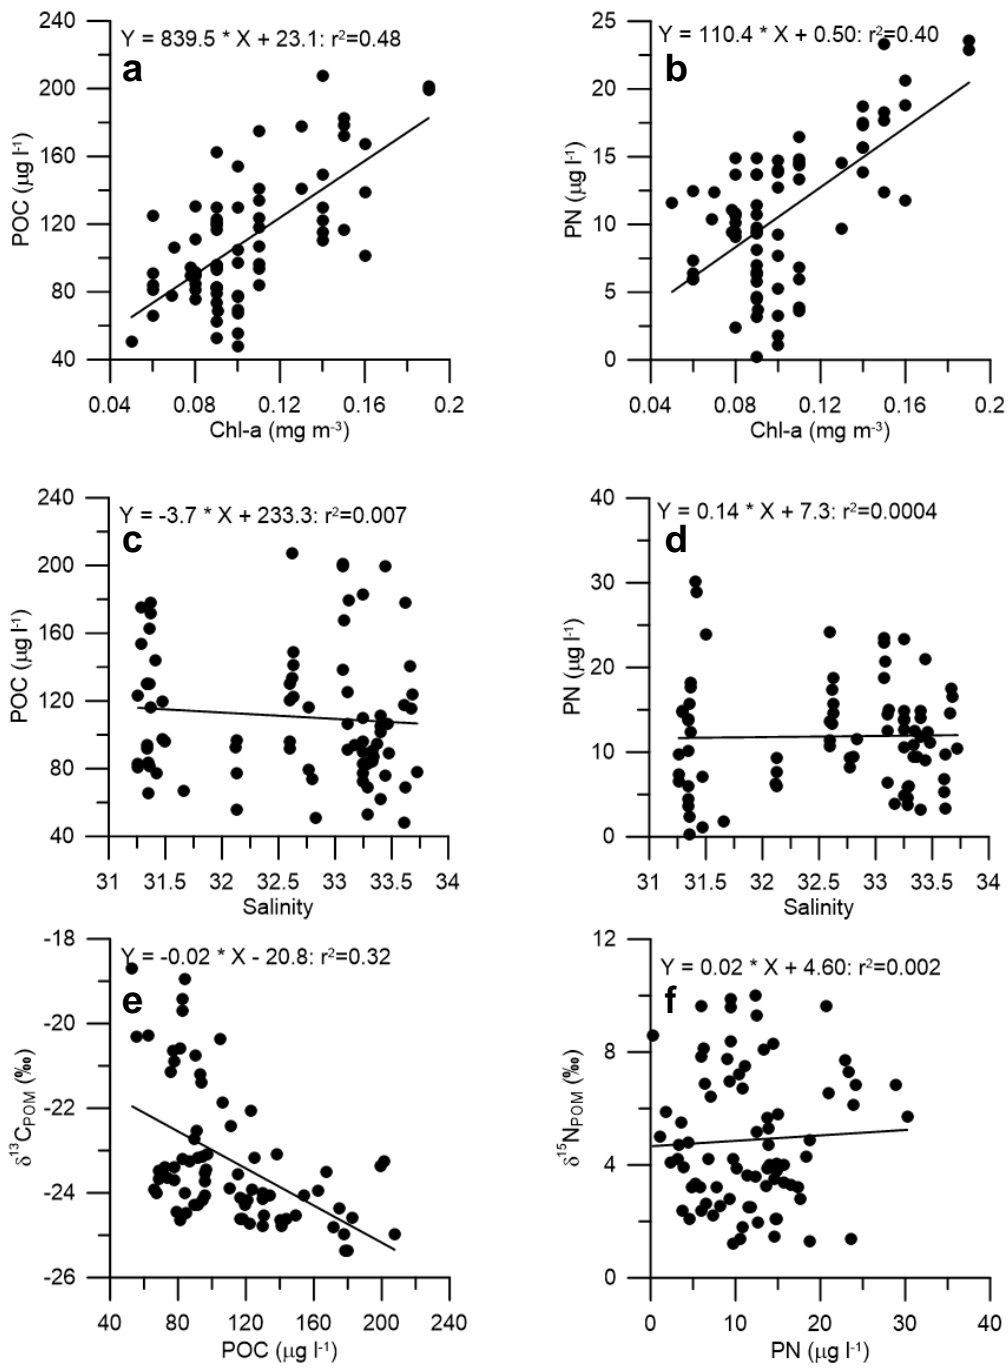 Y = 839.5 * X + 23.1: r²=0.48
a
POC (μg l⁻¹)
240
200
160
120
80
40
0.04
0.08
0.12
0.16
0.2
Chl-a (mg m⁻³)
Y = 110.4 * X + 0.50: r²=0.40
b
PN (μg l⁻¹)
25
20
15
10
5
0
0.04
0.08
0.12
0.16
0.2
Chl-a (mg m⁻³)
Y = -3.7 * X + 233.3: r²=0.007
c
POC (μg l⁻¹)
240
200
160
120
80
40
31
31.5
32
32.5
33
33.5
34
Salinity
Y = 0.14 * X + 7.3: r²=0.0004
d
PN (μg l⁻¹)
40
30
20
10
0
31
31.5
32
32.5
33
33.5
34
Salinity
Y = -0.02 * X - 20.8: r²=0.32
e
δ¹³C_POM (‰)
-18
-20
-22
-24
-26
40
80
120
160
200
240
POC (μg l⁻¹)
Y = 0.02 * X + 4.60: r²=0.002
f
δ¹⁵N_POM (‰)
12
8
4
0
0
10
20
30
40
PN (μg l⁻¹)